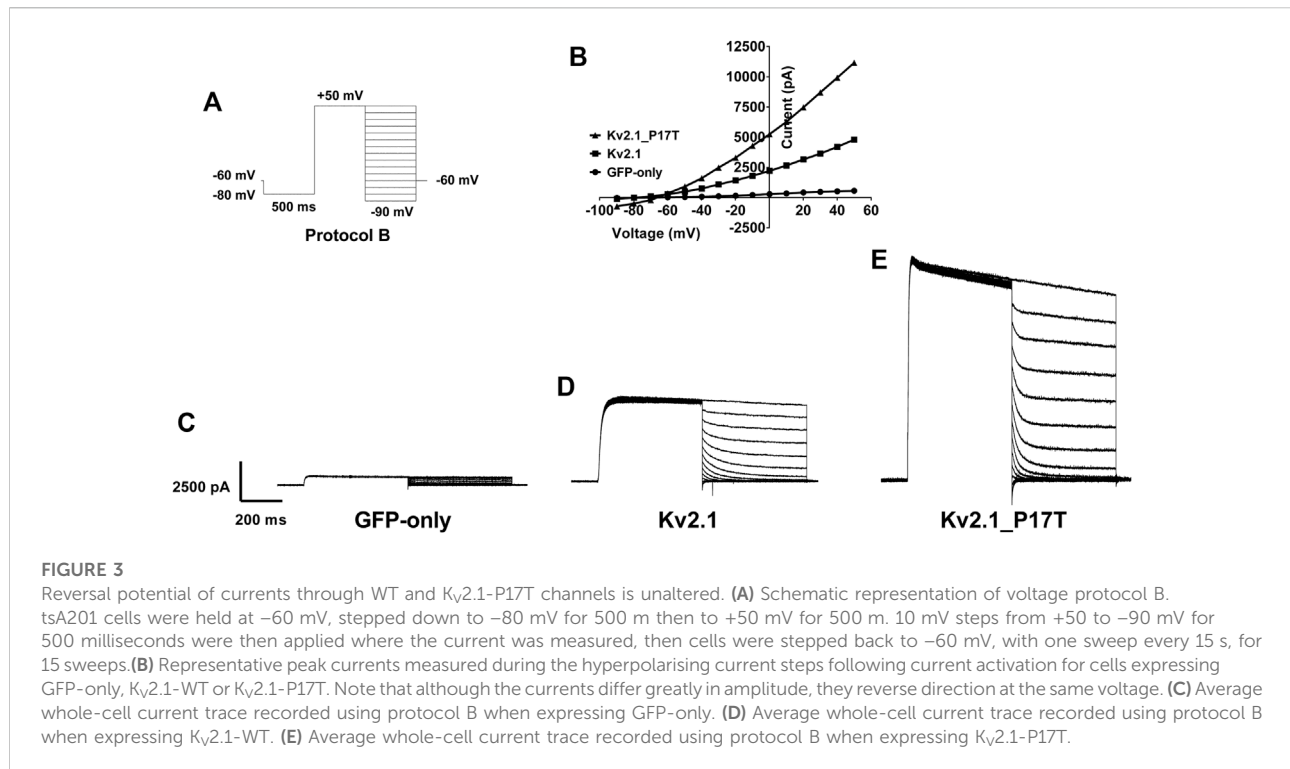 A
+50 mV
-60 mV
-80 mV
500 ms
-60 mV
-90 mV
Protocol B
B
12500
10000
7500
5000
2500
-2500
Current (pA)
Kv2.1_P17T
Kv2.1
GFP-only
-100 -80 -60 -40 -20 20 40 60
Voltage (mV)
C
2500 pA
200 ms
GFP-only
D
Kv2.1
E
Kv2.1_P17T
FIGURE 3
Reversal potential of currents through WT and KV2.1-P17T channels is unaltered. (A) Schematic representation of voltage protocol B.
tsA201 cells were held at −60 mV, stepped down to −80 mV for 500 m then to +50 mV for 500 m. 10 mV steps from +50 to −90 mV for
500 milliseconds were then applied where the current was measured, then cells were stepped back to −60 mV, with one sweep every 15 s, for
15 sweeps.(B) Representative peak currents measured during the hyperpolarising current steps following current activation for cells expressing
GFP-only, KV2.1-WT or KV2.1-P17T. Note that although the currents differ greatly in amplitude, they reverse direction at the same voltage. (C) Average
whole-cell current trace recorded using protocol B when expressing GFP-only. (D) Average whole-cell current trace recorded using protocol B
when expressing KV2.1-WT. (E) Average whole-cell current trace recorded using protocol B when expressing KV2.1-P17T.